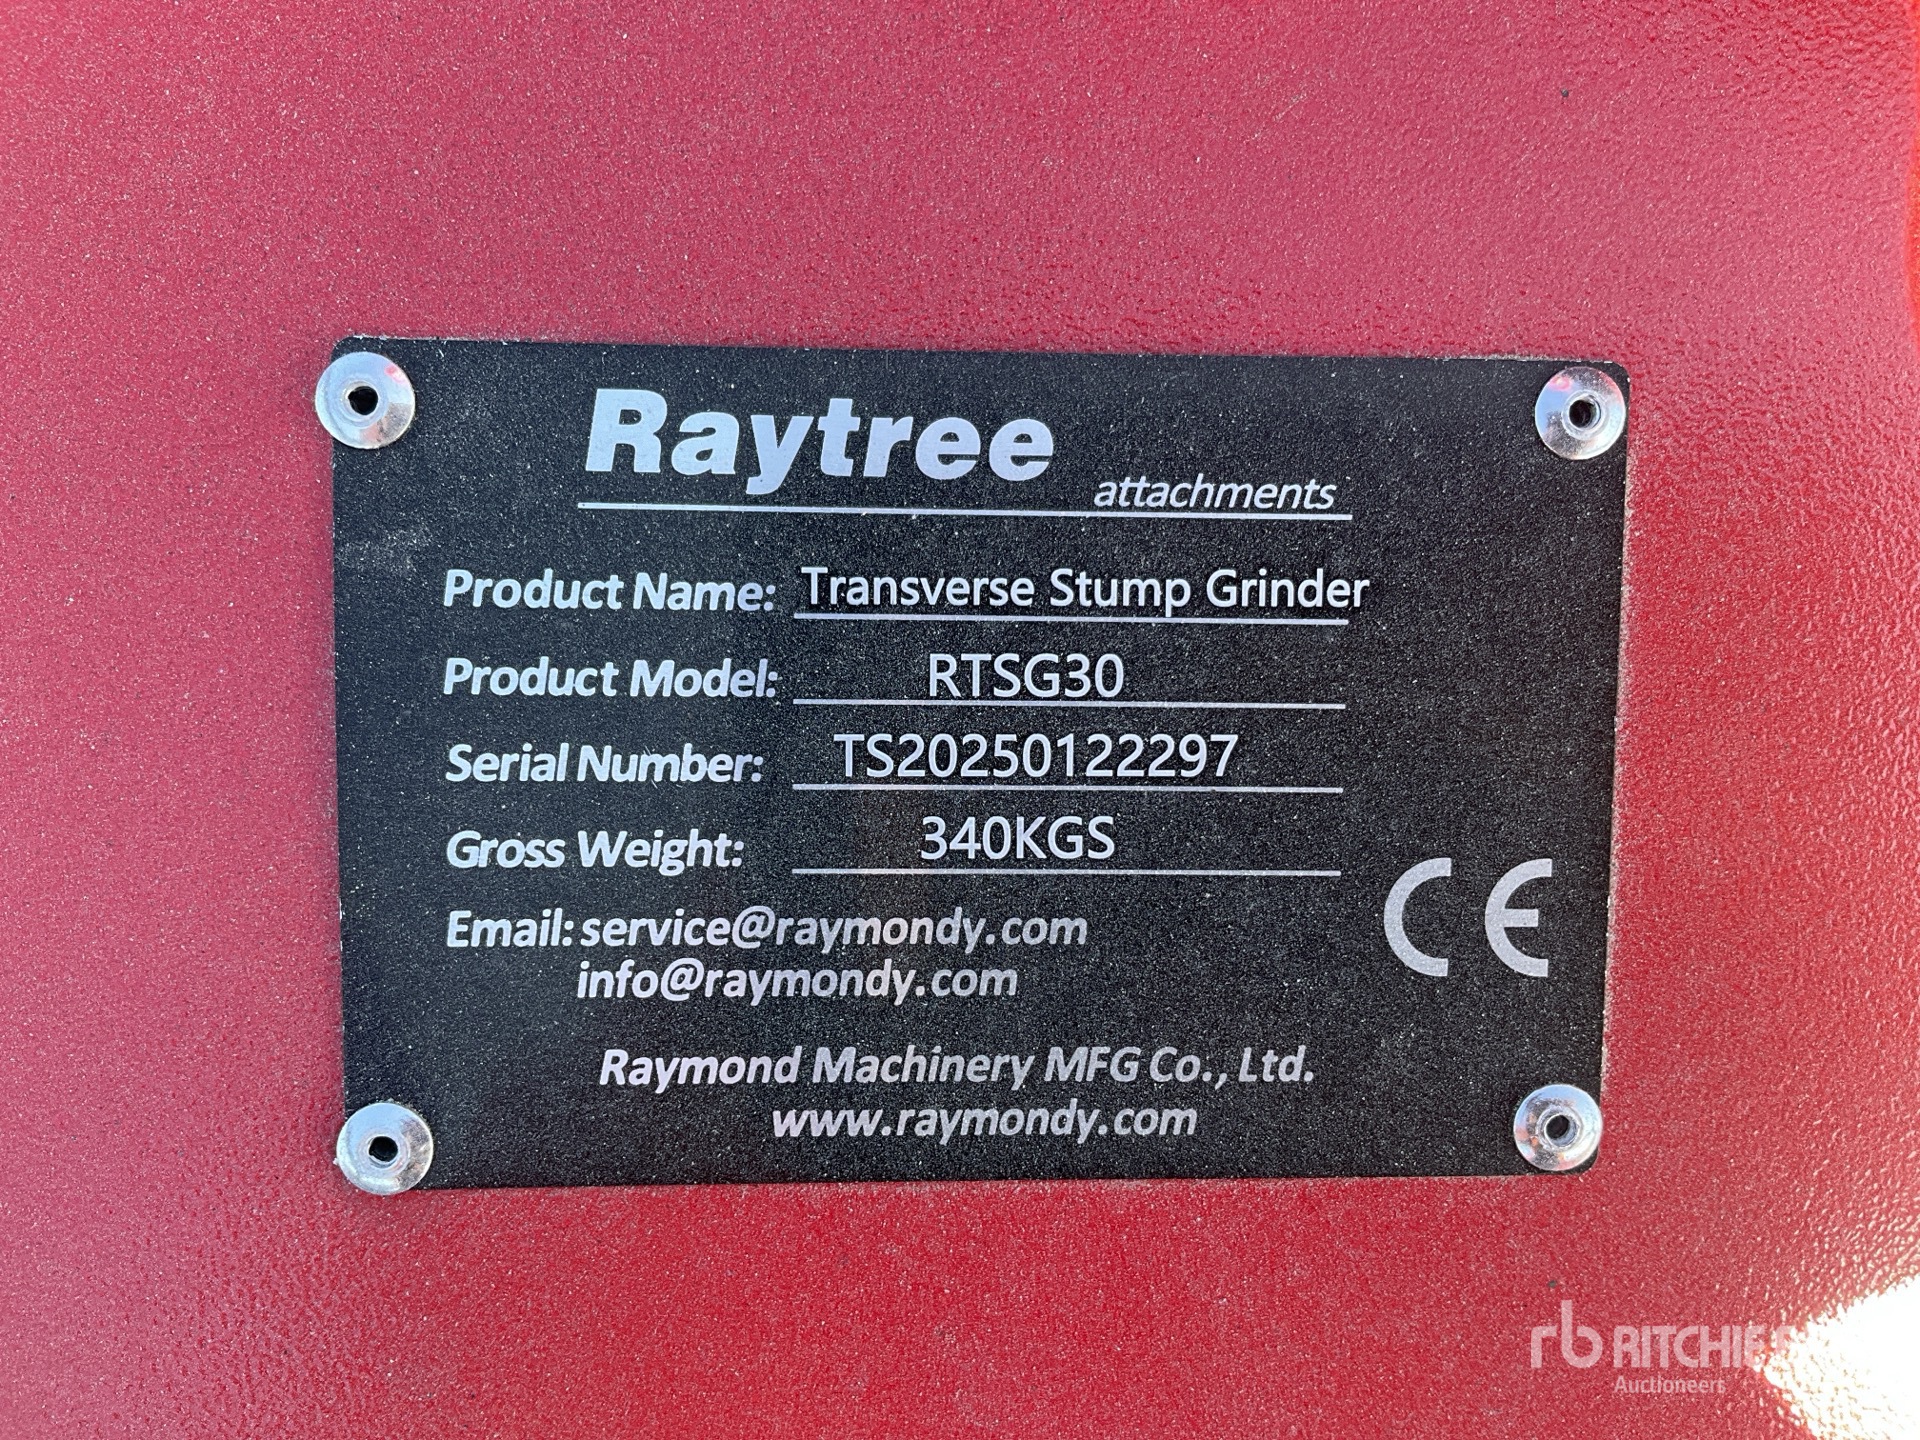 Raytree
attachments
Product Name: Transverse Stump Grinder
Product Model: RTSG30
Serial Number: TS20250122297
Gross Weight: 340KGS
Email: service@raymondy.com
info@raymondy.com
CE
Raymond Machinery MFG Co., Ltd.
www.raymondy.com
rb RITCHIE
Auctioneers